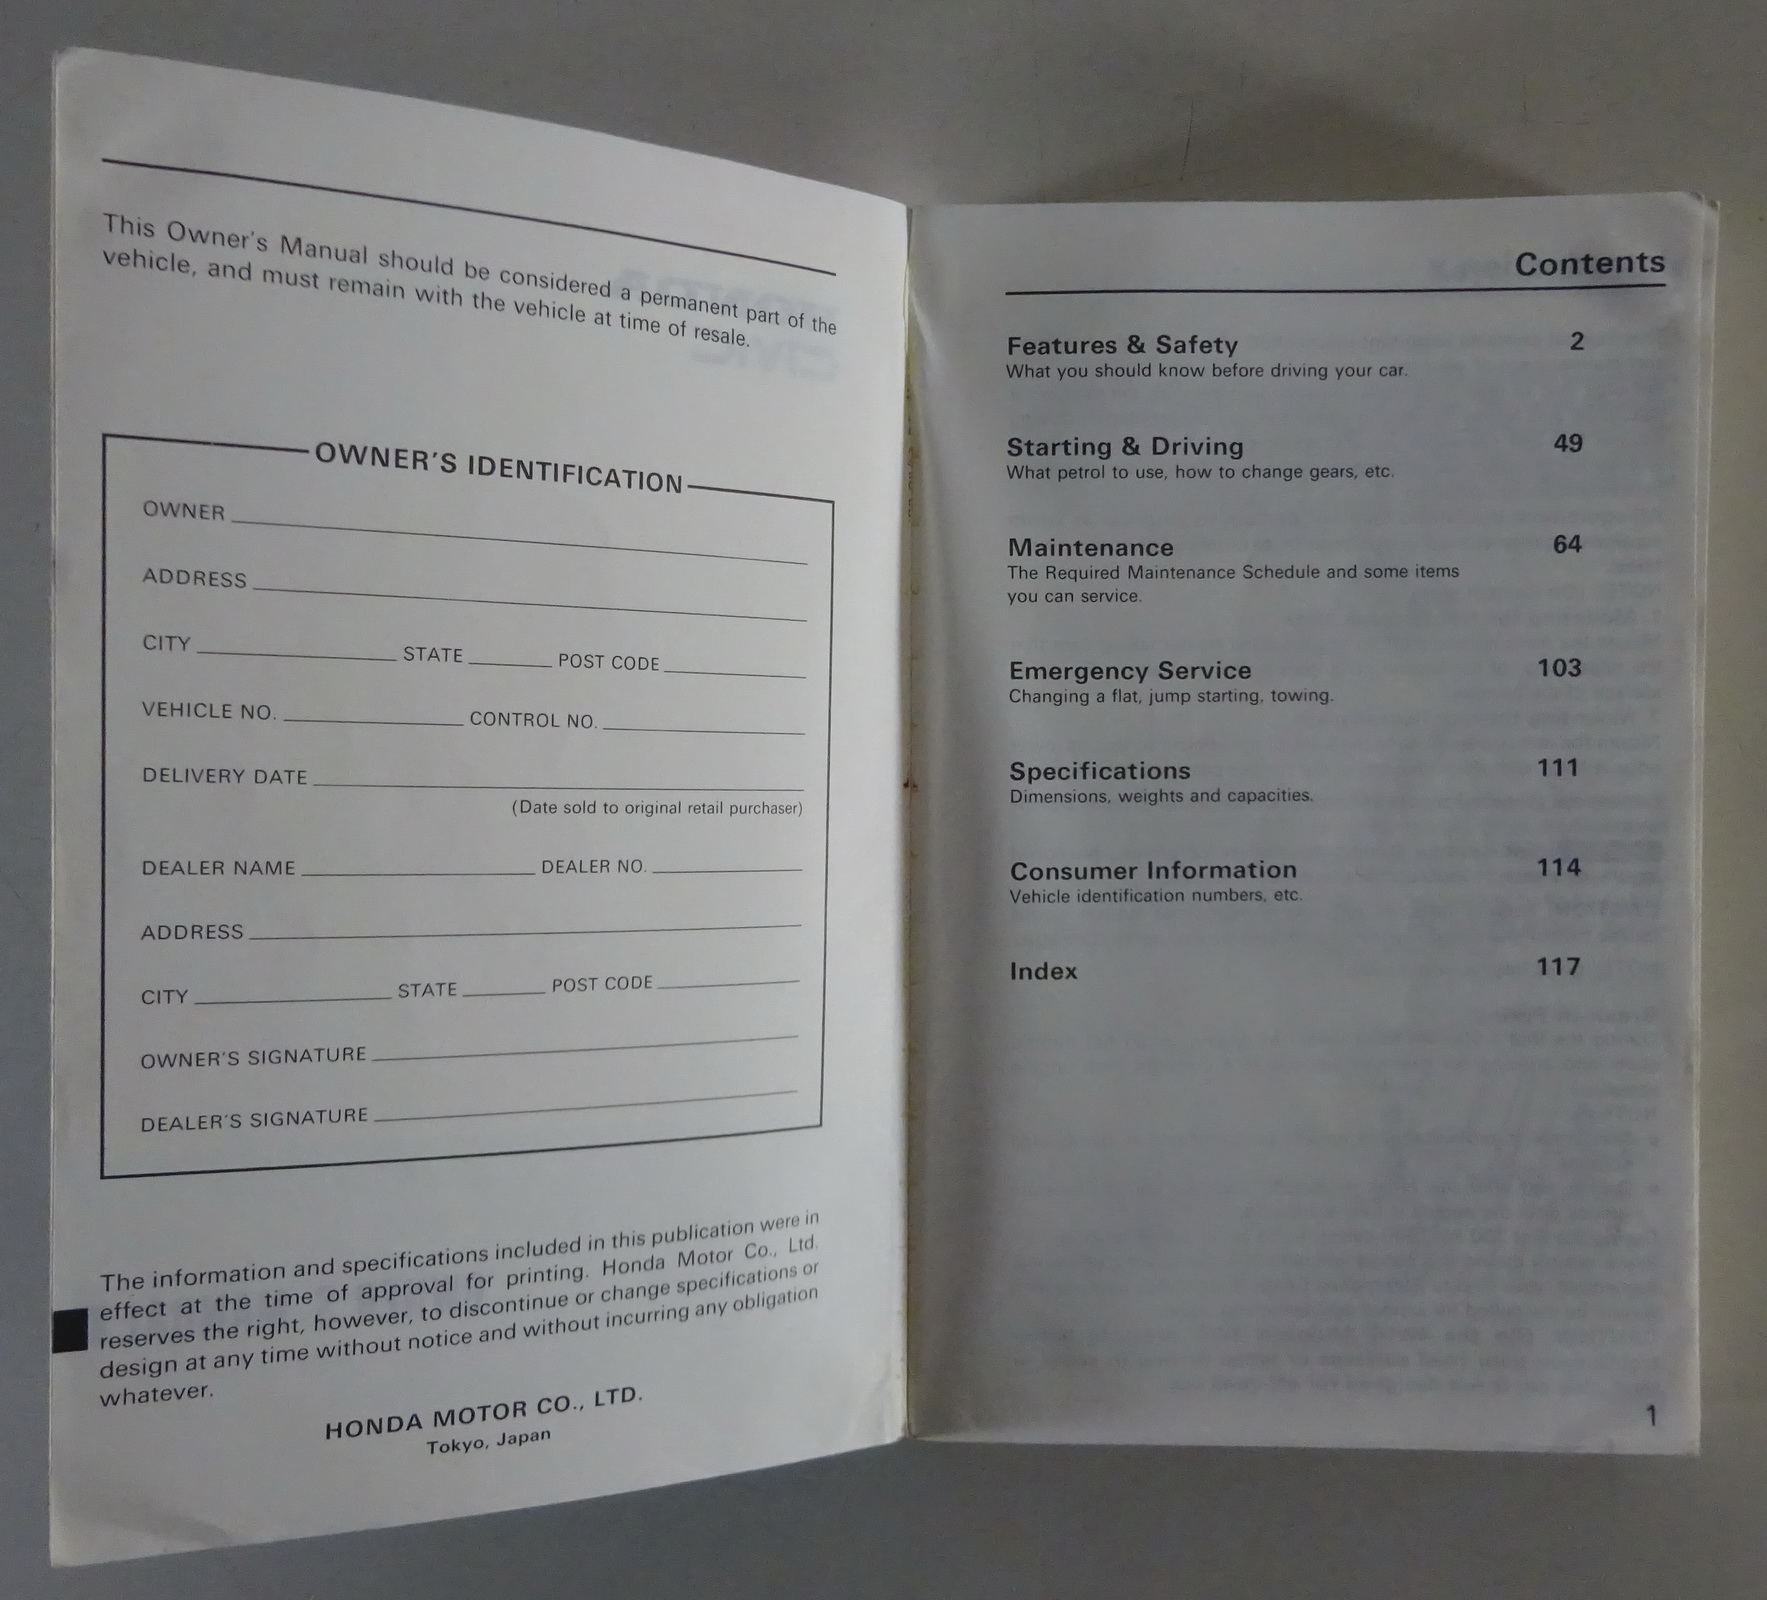 This Owner's Manual should be considered a permanent part of the
vehicle, and must remain with the vehicle at time of resale.
OWNER'S IDENTIFICATION
OWNER
ADDRESS
CITY STATE POST CODE
VEHICLE NO. CONTROL NO.
DELIVERY DATE
(Date sold to original retail purchaser)
DEALER NAME DEALER NO.
ADDRESS
CITY STATE POST CODE
OWNER'S SIGNATURE
DEALER'S SIGNATURE
The information and specifications included in this publication were in
effect at the time of approval for printing. Honda Motor Co., Ltd.
reserves the right, however, to discontinue or change specifications or
design at any time without notice and without incurring any obligation
whatever.
HONDA MOTOR CO., LTD.
Tokyo, Japan
Contents
Features & Safety 2
What you should know before driving your car.
Starting & Driving 49
What petrol to use, how to change gears, etc.
Maintenance 64
The Required Maintenance Schedule and some items
you can service.
Emergency Service 103
Changing a flat, jump starting, towing.
Specifications 111
Dimensions, weights and capacities.
Consumer Information 114
Vehicle identification numbers, etc.
Index 117
1